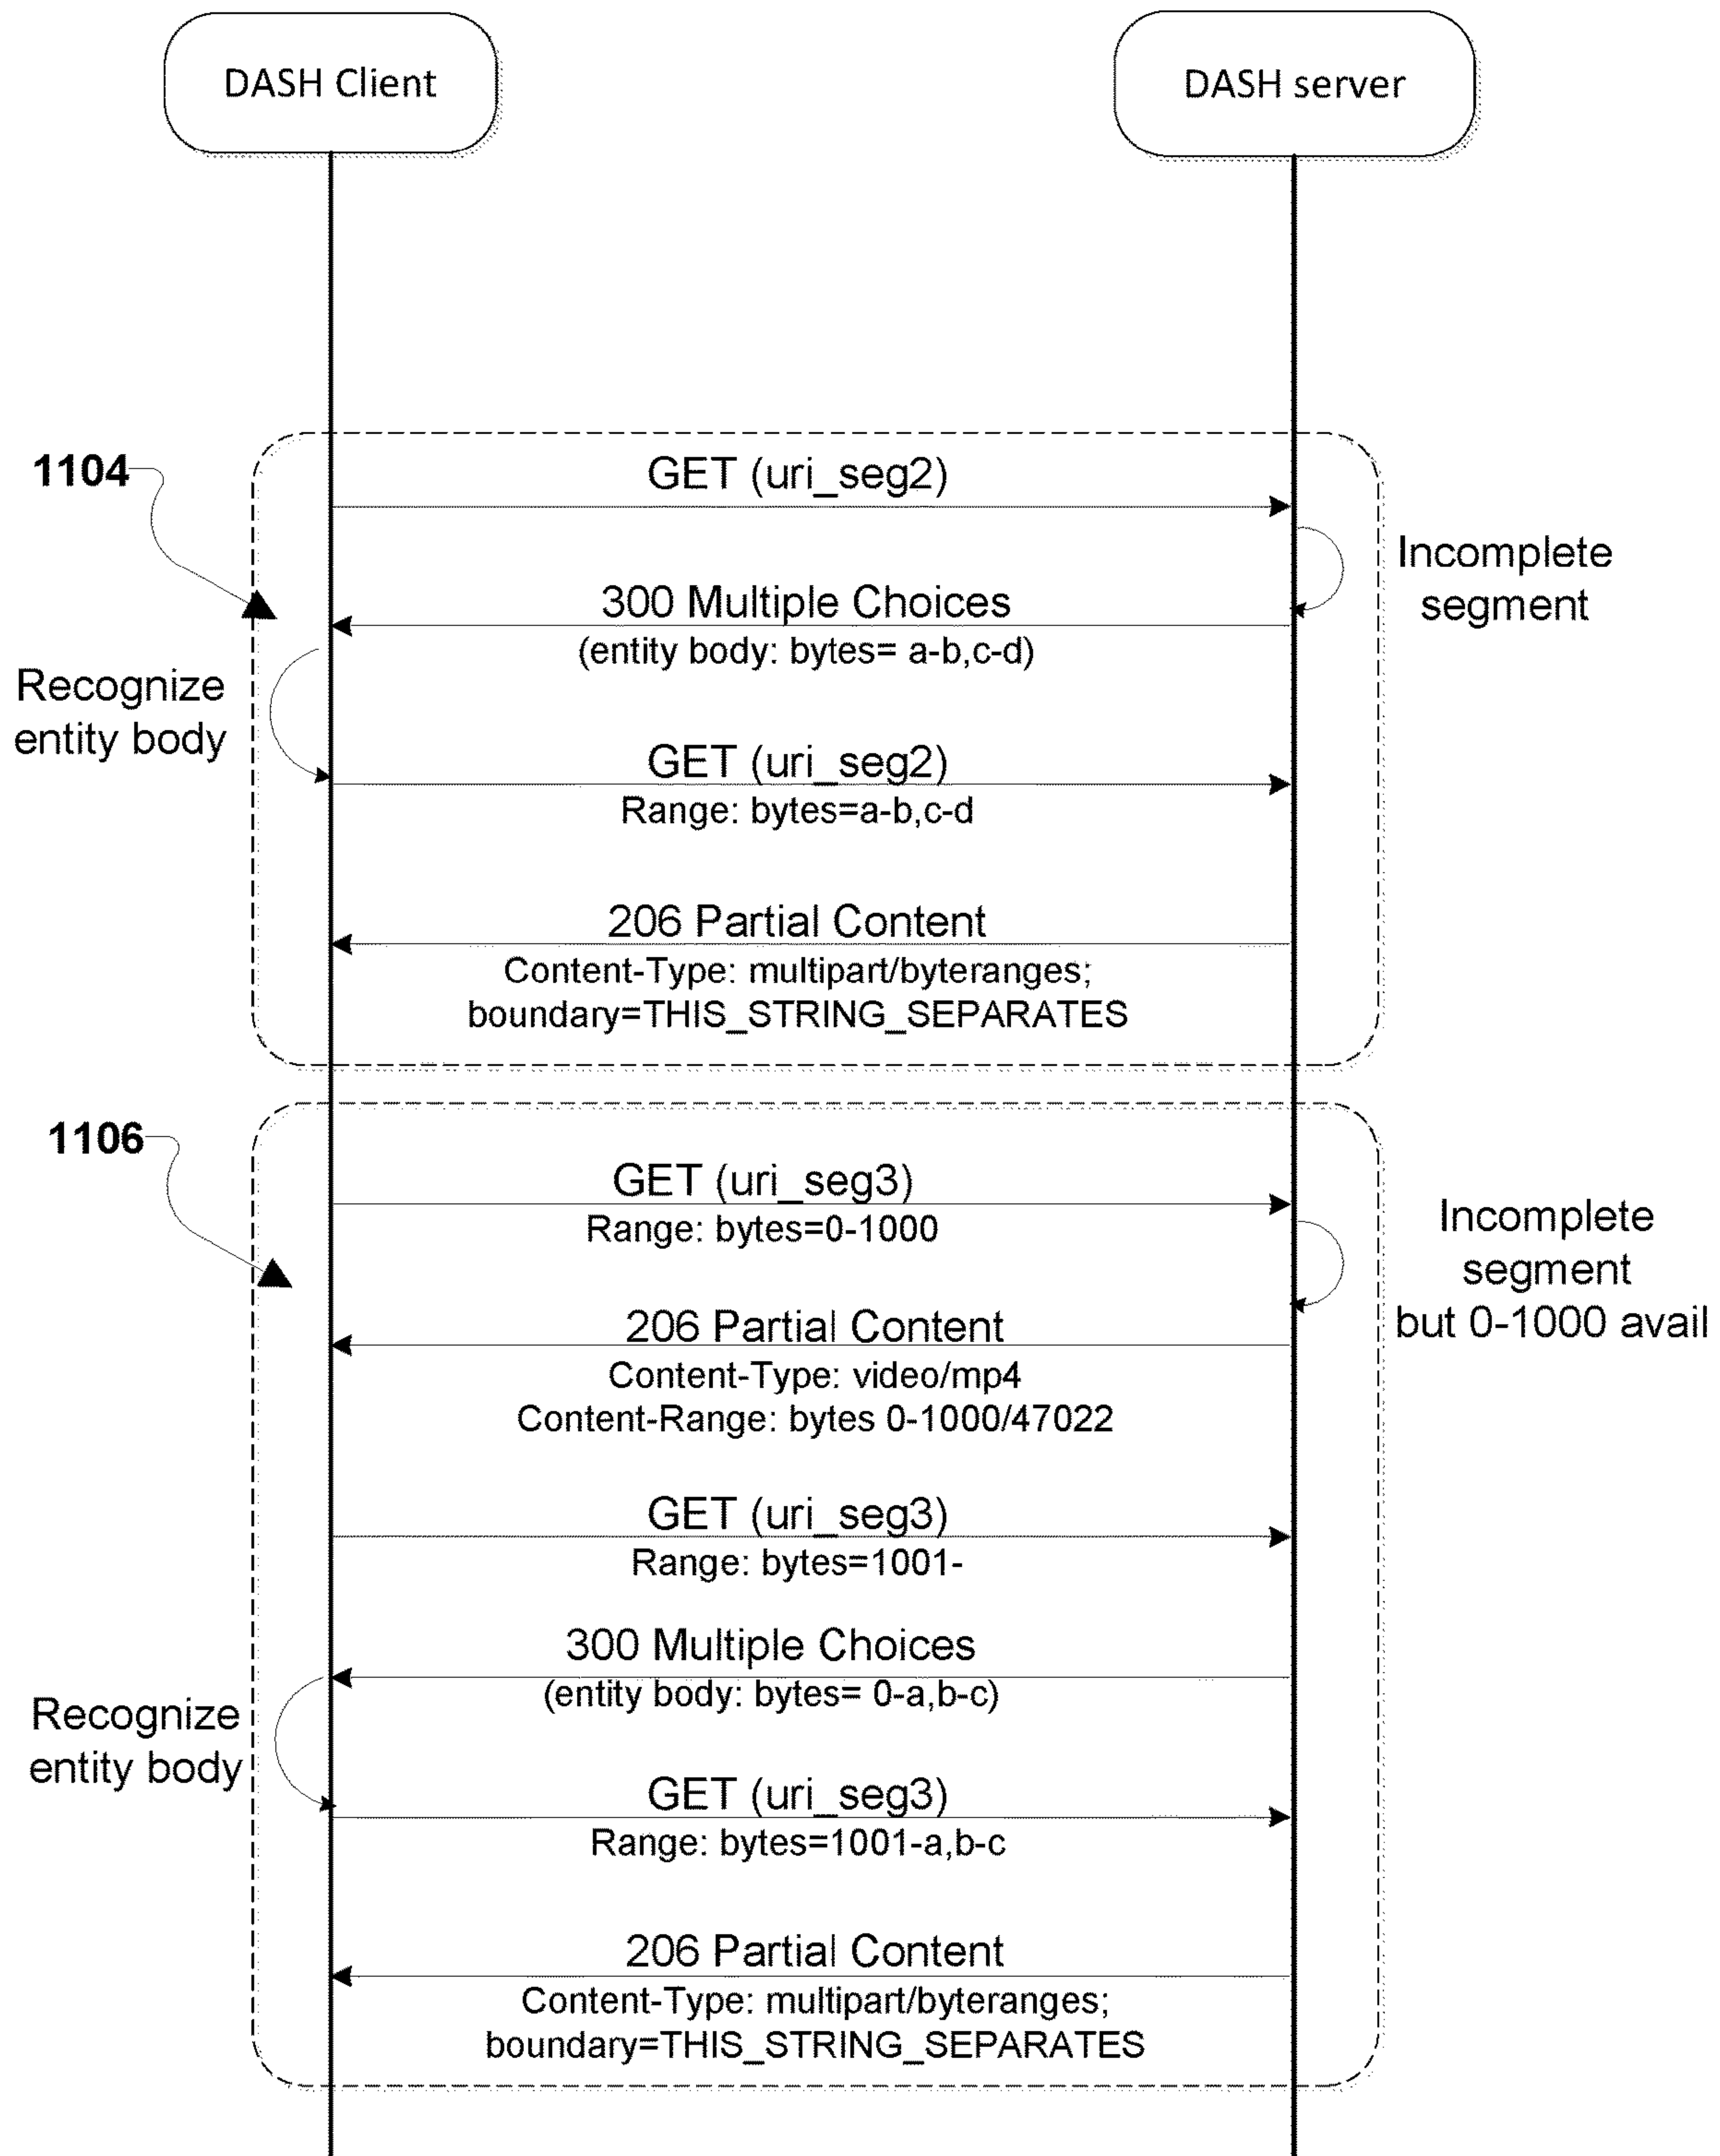 DASH Client
DASH server
1104
GET (uri_seg2)
Incomplete
segment
300 Multiple Choices
(entity body: bytes= a-b,c-d)
Recognize
entity body
GET (uri_seg2)
Range: bytes=a-b,c-d
206 Partial Content
Content-Type: multipart/byteranges;
boundary=THIS_STRING_SEPARATES
1106
GET (uri_seg3)
Range: bytes=0-1000
Incomplete
segment
but 0-1000 avail
206 Partial Content
Content-Type: video/mp4
Content-Range: bytes 0-1000/47022
GET (uri_seg3)
Range: bytes=1001-
300 Multiple Choices
(entity body: bytes= 0-a,b-c)
Recognize
entity body
GET (uri_seg3)
Range: bytes=1001-a,b-c
206 Partial Content
Content-Type: multipart/byteranges;
boundary=THIS_STRING_SEPARATES